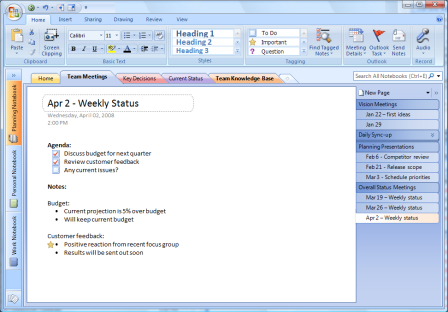 Home Insert Sharing Drawing Review View
Paste
Screen Clipping
Clipboard
Calibri 11
Basic Text
Heading 1
Heading 2
Heading 3
Styles
To Do
Important
Question
Find Tagged Notes
Tagging
Meeting Details
Outlook Task
Send Notes
Outlook
Record
Audio
Home Team Meetings Key Decisions Current Status Team Knowledge Base
Search All Notebooks (Ctrl+E)
Planning Notebook
Personal Notebook
Work Notebook
Apr 2 - Weekly Status
Wednesday, April 02, 2008
2:00 PM
Agenda:
Discuss budget for next quarter
Review customer feedback
Any current issues?
Notes:
Budget:
• Current projection is 5% over budget
• Will keep current budget
Customer feedback:
• Positive reaction from recent focus group
• Results will be sent out soon
New Page
Vision Meetings
Jan 22 – first ideas
Jan 29
Daily Sync-up
Planning Presentations
Feb 6 - Competitor review
Feb 21 - Release scope
Mar 3 - Schedule priorities
Overall Status Meetings
Mar 19 – Weekly status
Mar 26 – Weekly status
Apr 2 – Weekly status